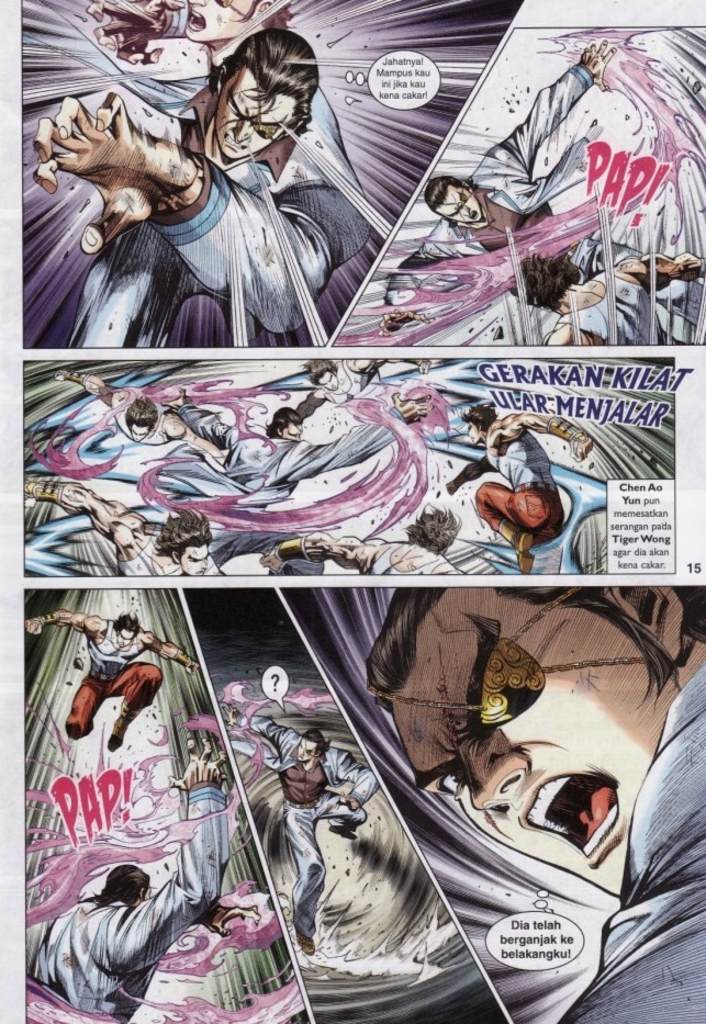 Jahatnya!
Mampus kau
ini jika kau
kena cakar!
PAP!
GERAKAN KILAT
ULAR MENJALAR
Chen Ao
Yun pun
memesatkan
serangan pada
Tiger Wong
agar dia akan
kena cakar.
15
PAP!
?
Dia telah
berganjak ke
belakangku!